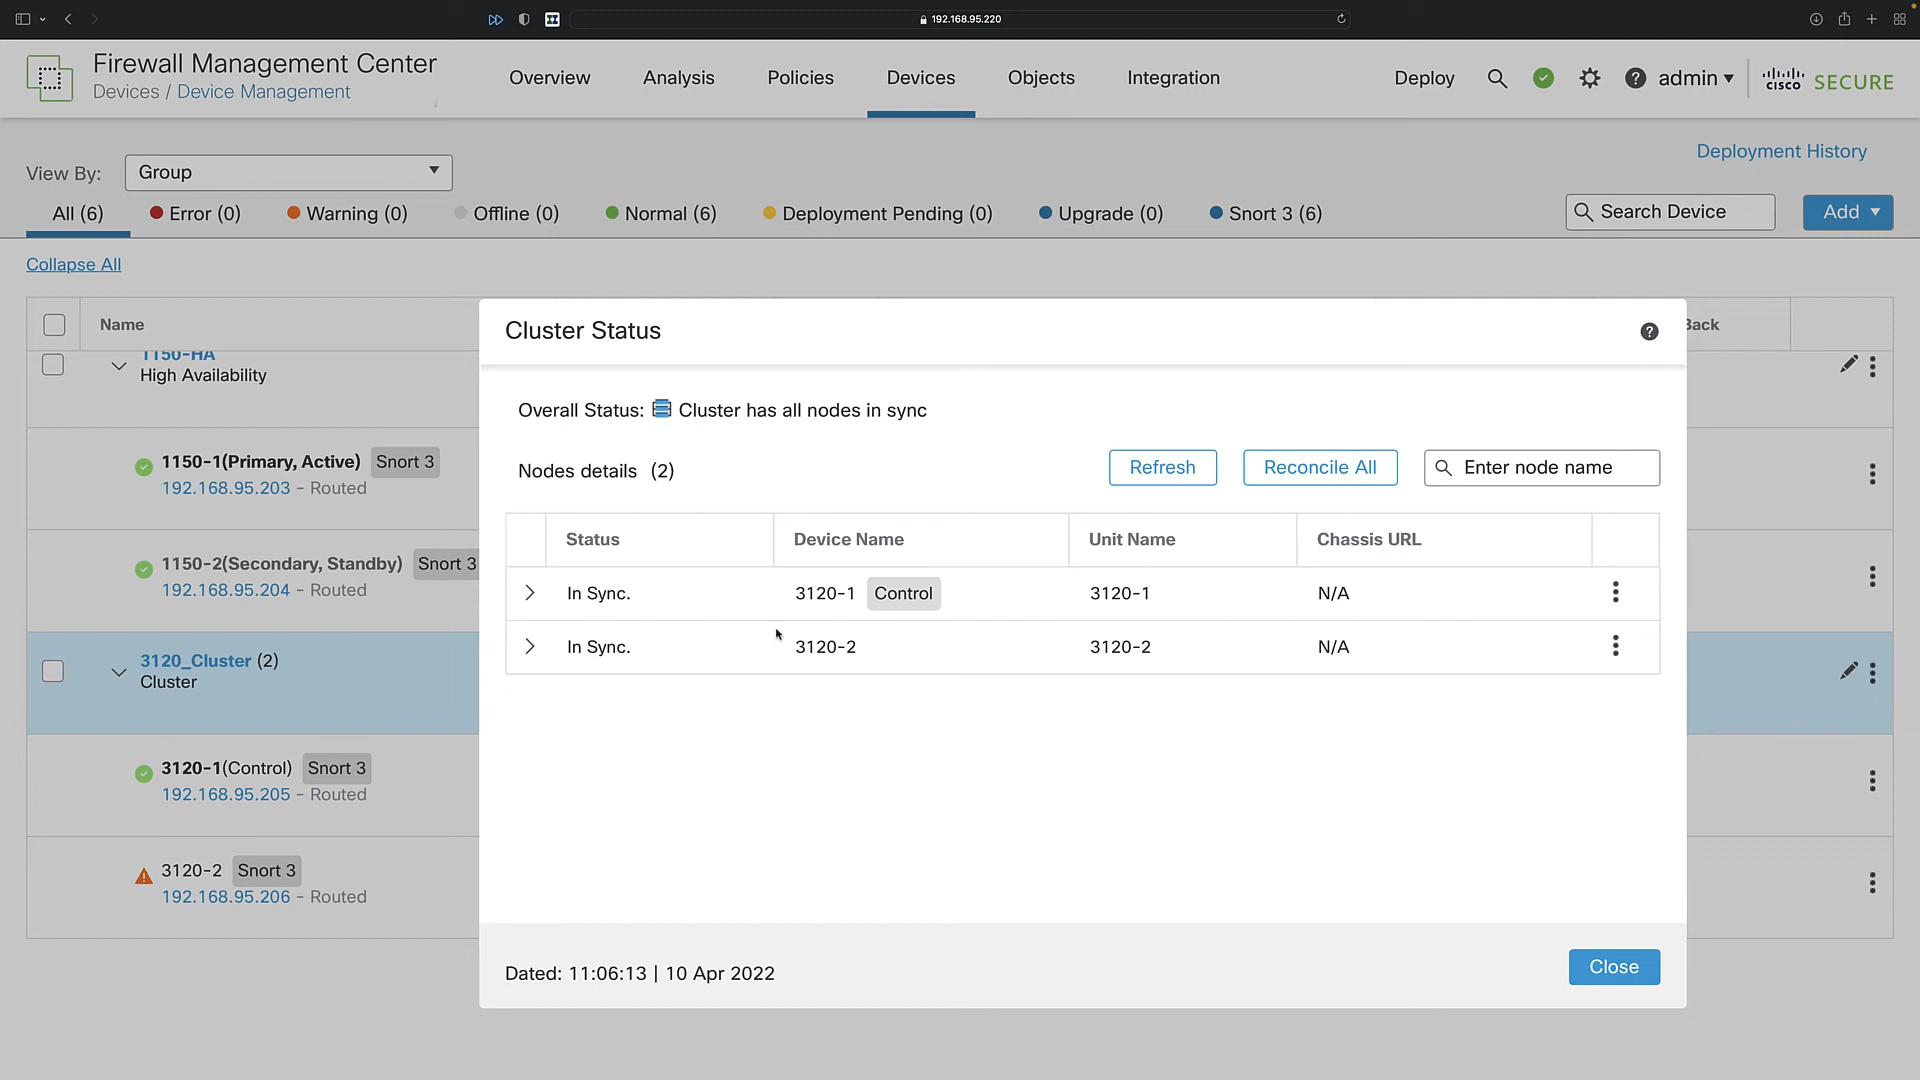 192.168.95.220
Firewall Management Center
Devices / Device Management
Overview
Analysis
Policies
Devices
Objects
Integration
Deploy
admin
cisco SECURE
Deployment History
View By:
Group
All (6)
Error (0)
Warning (0)
Offline (0)
Normal (6)
Deployment Pending (0)
Upgrade (0)
Snort 3 (6)
Search Device
Add
Collapse All
Name
Back
1150-HA
High Availability
1150-1(Primary, Active) Snort 3
192.168.95.203 - Routed
1150-2(Secondary, Standby) Snort 3
192.168.95.204 - Routed
3120_Cluster (2)
Cluster
3120-1(Control) Snort 3
192.168.95.205 - Routed
3120-2 Snort 3
192.168.95.206 - Routed
Cluster Status
Overall Status: Cluster has all nodes in sync
Nodes details (2)
Refresh
Reconcile All
Enter node name
Status Device Name Unit Name Chassis URL
In Sync. 3120-1 Control 3120-1 N/A
In Sync. 3120-2 3120-2 N/A
Dated: 11:06:13 | 10 Apr 2022
Close